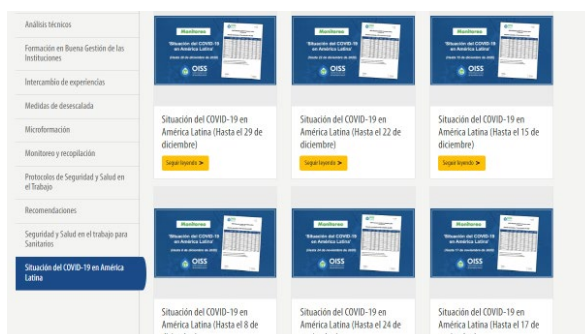 Análisis técnicos
Formación en Buena Gestión de las
Instituciones
Intercambio de experiencias
Medidas de desescalada
Microformación
Monitoreo y recopilación
Protocolos de Seguridad y Salud en
el Trabajo
Recomendaciones
Seguridad y Salud en el trabajo para
Sanitarios
Situación del COVID-19 en América
Latina
Monitoreo
"Situación del COVID-19
en América Latina"
OISS
Situación del COVID-19 en
América Latina (Hasta el 29 de
diciembre)
Seguir leyendo >
Monitoreo
"Situación del COVID-19
en América Latina"
OISS
Situación del COVID-19 en
América Latina (Hasta el 22 de
diciembre)
Seguir leyendo >
Monitoreo
"Situación del COVID-19
en América Latina"
OISS
Situación del COVID-19 en
América Latina (Hasta el 15 de
diciembre)
Seguir leyendo >
Monitoreo
"Situación del COVID-19
en América Latina"
OISS
Situación del COVID-19 en
América Latina (Hasta el 8 de
Monitoreo
"Situación del COVID-19
en América Latina"
OISS
Situación del COVID-19 en
América Latina (Hasta el 24 de
Monitoreo
"Situación del COVID-19
en América Latina"
OISS
Situación del COVID-19 en
América Latina (Hasta el 17 de